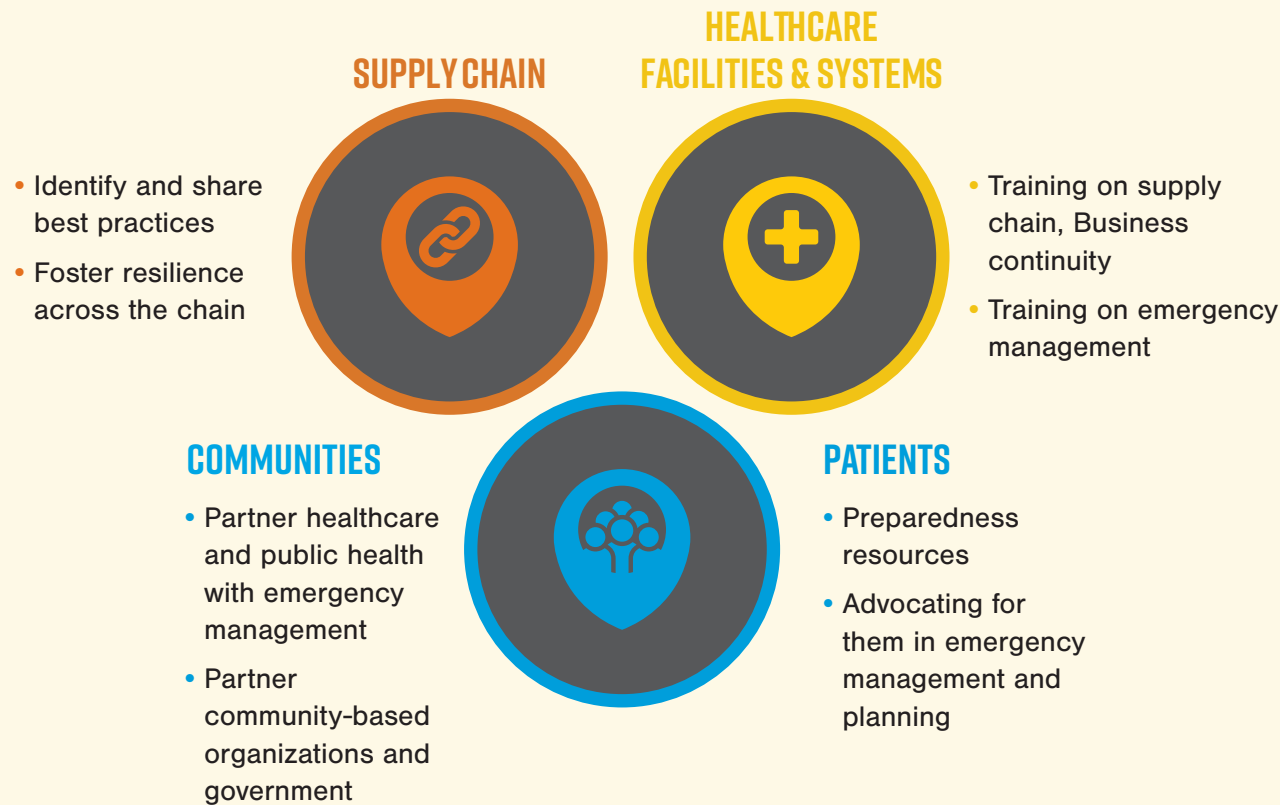 SUPPLY CHAIN
• Identify and share
best practices
• Foster resilience
across the chain
HEALTHCARE
FACILITIES & SYSTEMS
• Training on supply
chain, Business
continuity
• Training on emergency
management
COMMUNITIES
• Partner healthcare
and public health
with emergency
management
• Partner
community-based
organizations and
government
PATIENTS
• Preparedness
resources
• Advocating for
them in emergency
management and
planning